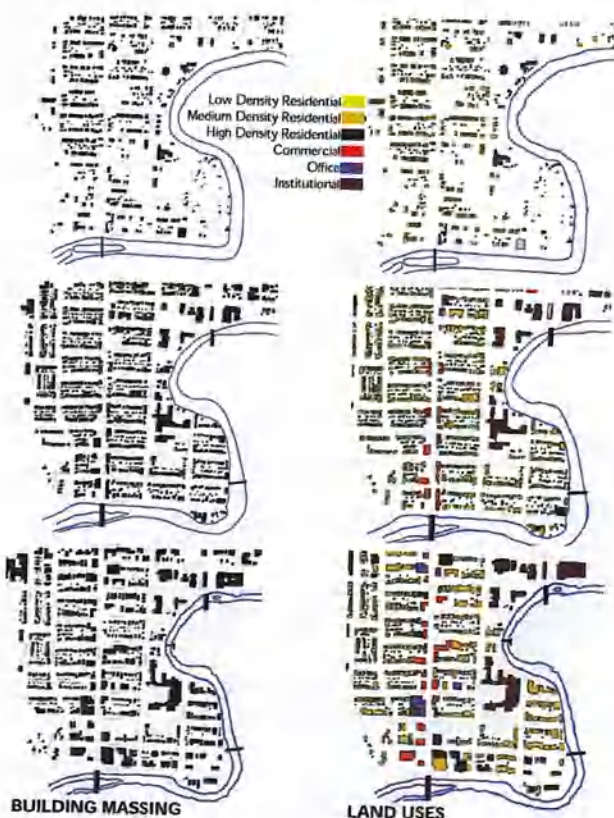 Low Density Residential
Medium Density Residential
High Density Residential
Commercial
Office
Institutional
BUILDING MASSING
LAND USES